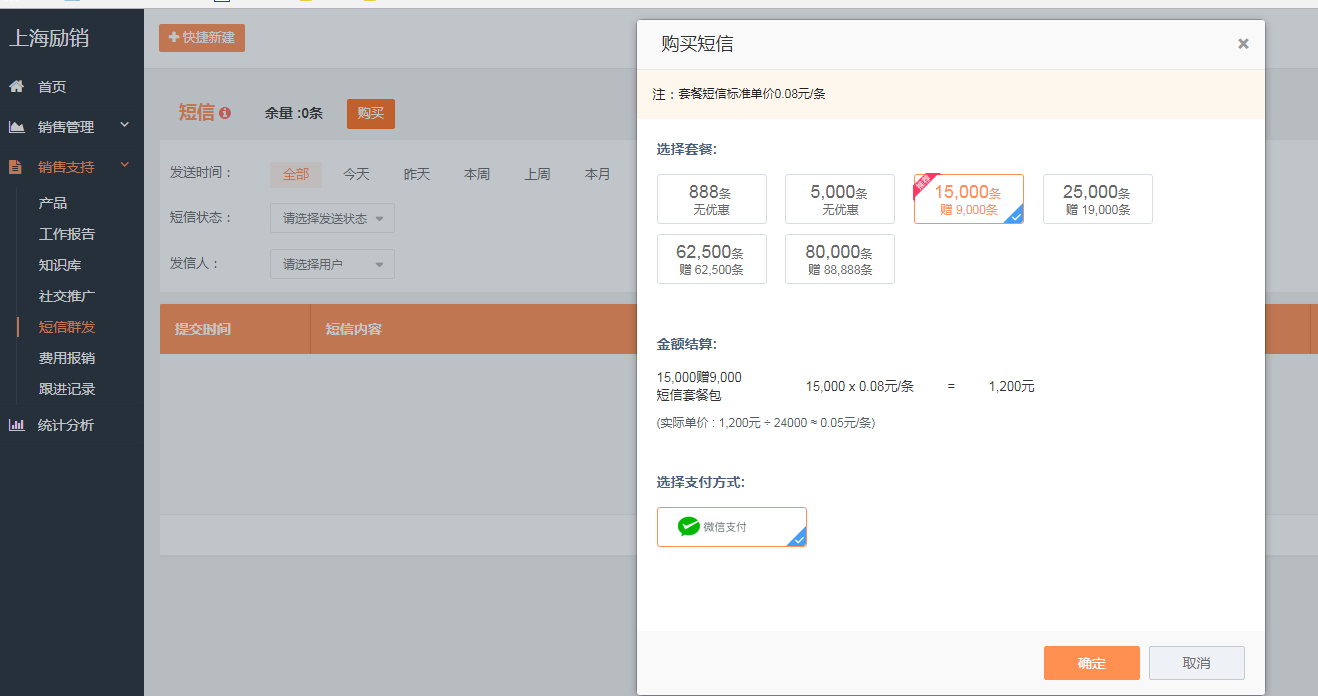 上海励销
首页
销售管理
销售支持
产品
工作报告
知识库
社交推广
短信群发
费用报销
跟进记录
统计分析
快捷新建
短信
余量 :0条
购买
发送时间：
全部
今天
昨天
本周
上周
本月
短信状态：
请选择发送状态
发信人：
请选择用户
提交时间
短信内容
购买短信
注：套餐短信标准单价0.08元/条
选择套餐:
888条
无优惠
5,000条
无优惠
推荐
15,000条
赠 9,000条
25,000条
赠 19,000条
62,500条
赠 62,500条
80,000条
赠 88,888条
金额结算:
15,000赠9,000
短信套餐包
15,000 x 0.08元/条
=
1,200元
(实际单价 : 1,200元 ÷ 24000 ≈ 0.05元/条)
选择支付方式:
微信支付
确定
取消